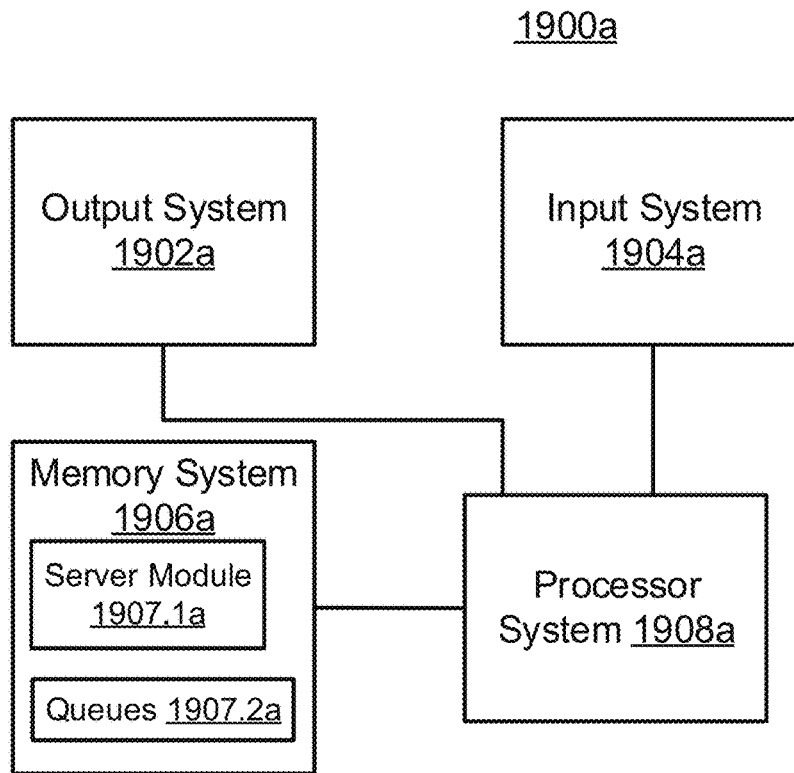 1900a
Output System
1902a
Input System
1904a
Memory System
1906a
Server Module
1907.1a
Queues 1907.2a
Processor
System 1908a